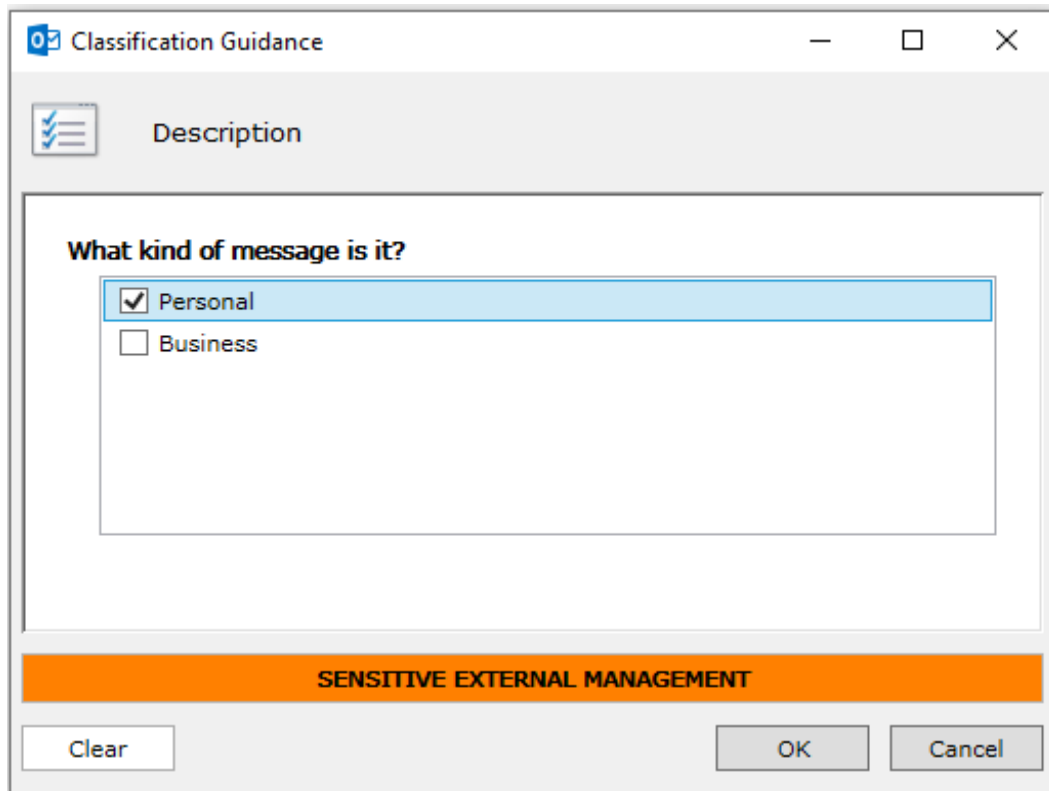 Classification Guidance
Description
What kind of message is it?
Personal
Business
SENSITIVE EXTERNAL MANAGEMENT
Clear
OK
Cancel